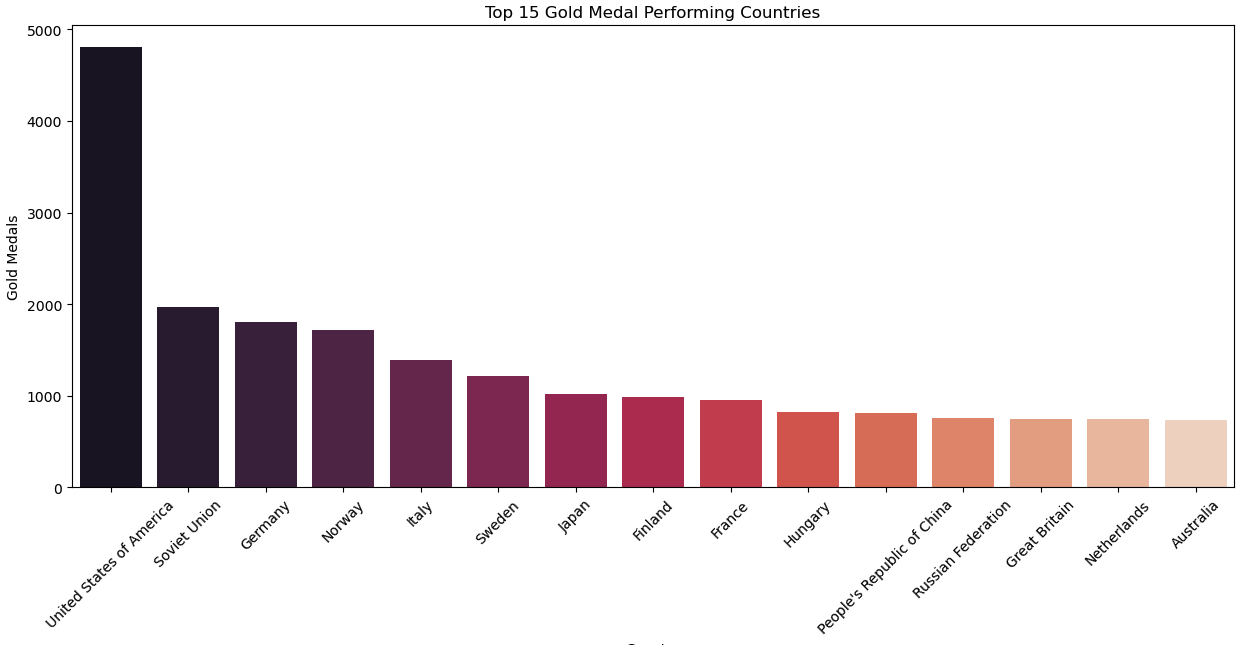 Top 15 Gold Medal Performing Countries
Gold Medals
5000
4000
3000
2000
1000
0
United States of America
Soviet Union
Germany
Norway
Italy
Sweden
Japan
Finland
France
Hungary
People's Republic of China
Russian Federation
Great Britain
Netherlands
Australia